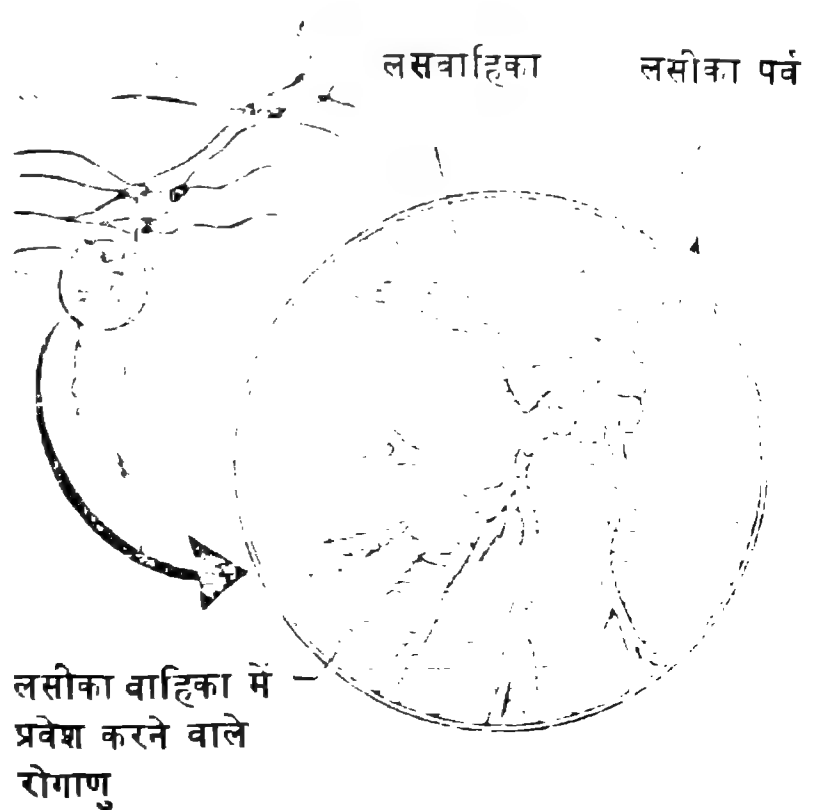 लसवाहिका
लसीका पर्व
लसीका वाहिका में
प्रवेश करने वाले
रोगाणु